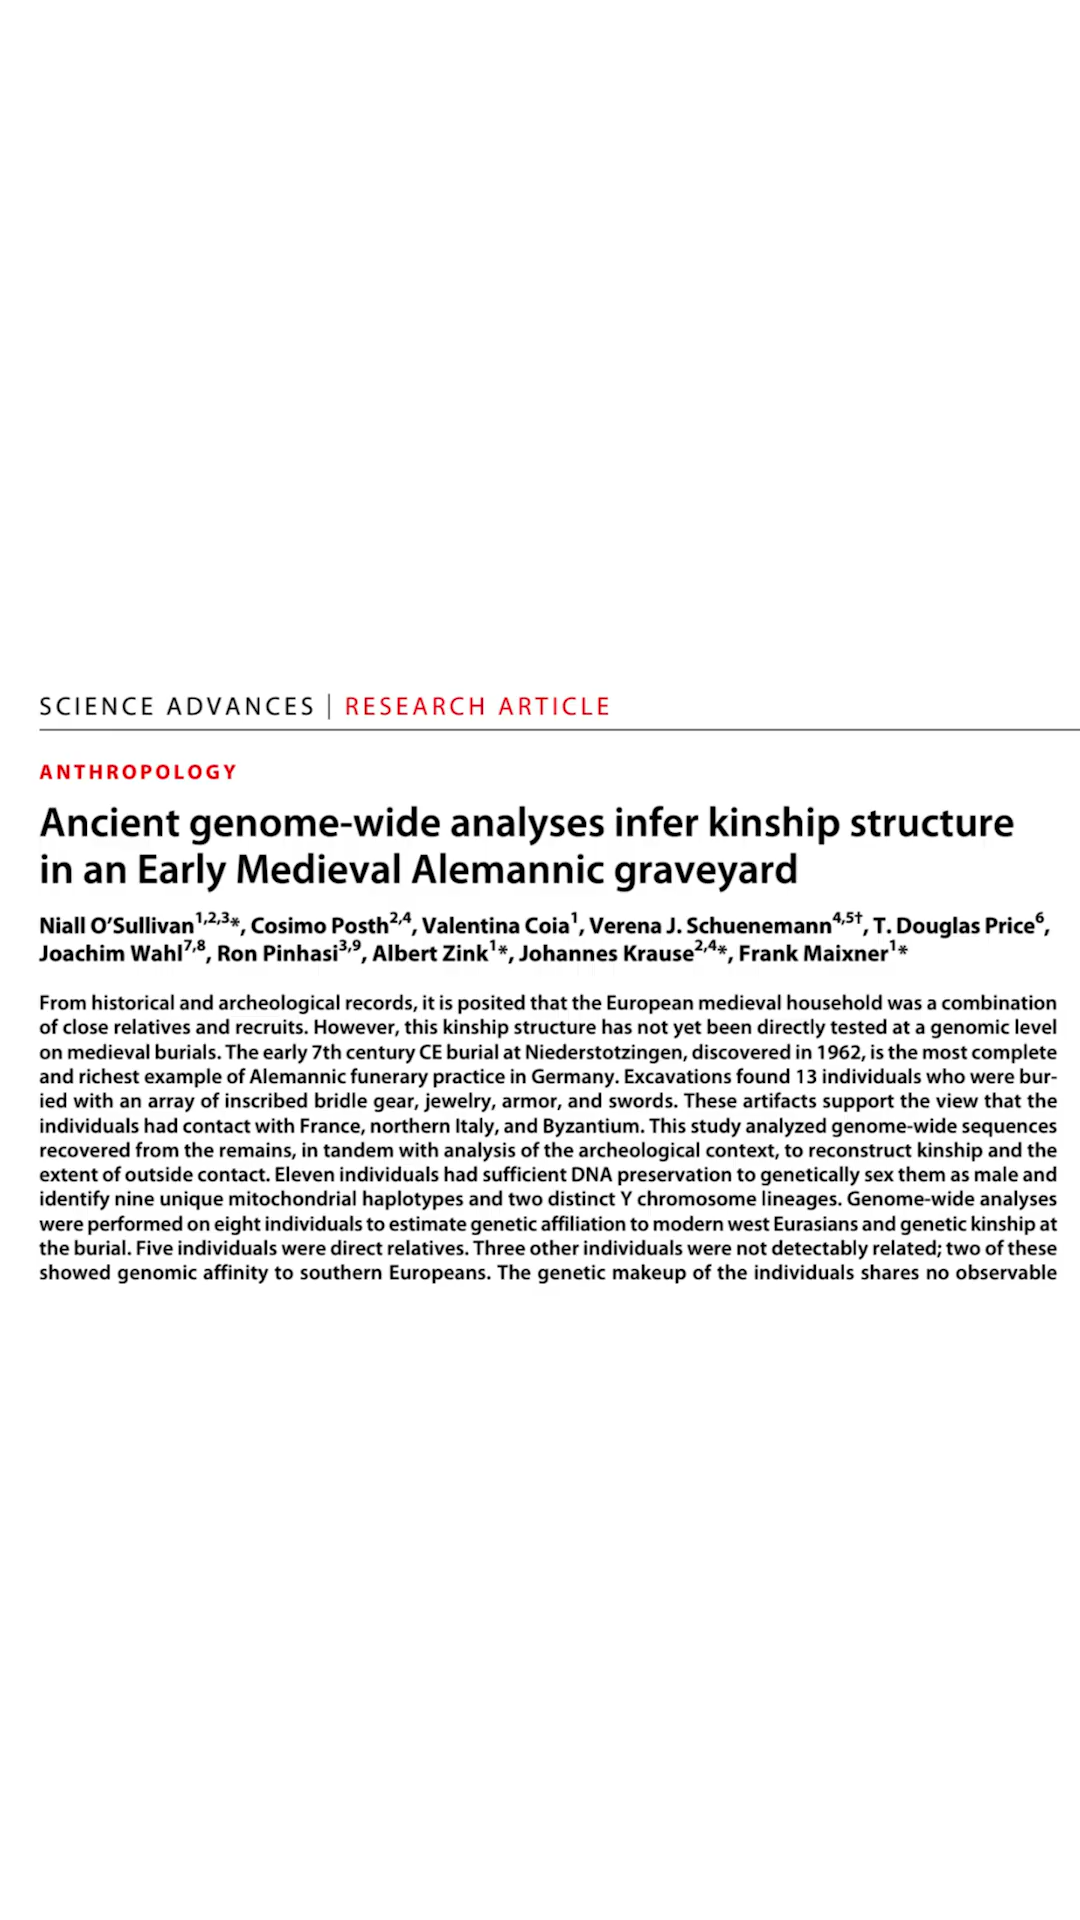 SCIENCE ADVANCES | RESEARCH ARTICLE
ANTHROPOLOGY
Ancient genome-wide analyses infer kinship structure
in an Early Medieval Alemannic graveyard
Niall O’Sullivan1,2,3*, Cosimo Posth2,4, Valentina Coia1, Verena J. Schuenemann4,5†, T. Douglas Price6,
Joachim Wahl7,8, Ron Pinhasi3,9, Albert Zink1*, Johannes Krause2,4*, Frank Maixner1*
From historical and archeological records, it is posited that the European medieval household was a combination
of close relatives and recruits. However, this kinship structure has not yet been directly tested at a genomic level
on medieval burials. The early 7th century CE burial at Niederstotzingen, discovered in 1962, is the most complete
and richest example of Alemannic funerary practice in Germany. Excavations found 13 individuals who were bur-
ied with an array of inscribed bridle gear, jewelry, armor, and swords. These artifacts support the view that the
individuals had contact with France, northern Italy, and Byzantium. This study analyzed genome-wide sequences
recovered from the remains, in tandem with analysis of the archeological context, to reconstruct kinship and the
extent of outside contact. Eleven individuals had sufficient DNA preservation to genetically sex them as male and
identify nine unique mitochondrial haplotypes and two distinct Y chromosome lineages. Genome-wide analyses
were performed on eight individuals to estimate genetic affiliation to modern west Eurasians and genetic kinship at
the burial. Five individuals were direct relatives. Three other individuals were not detectably related; two of these
showed genomic affinity to southern Europeans. The genetic makeup of the individuals shares no observable